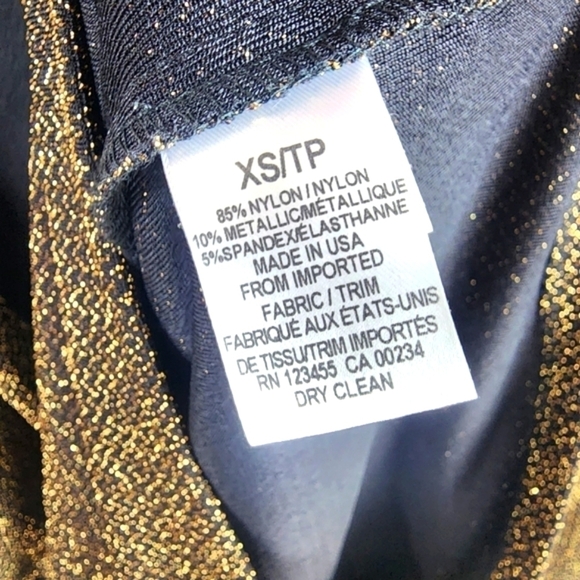 XS/TP
85% NYLON / NYLON
10% METALLIC/MÉTALLIQUE
5%SPANDEX/ÉLASTHANNE
MADE IN USA
FROM IMPORTED
FABRIC / TRIM
FABRIQUÉ AUX ÉTATS-UNIS
DE TISSU/TRIM IMPORTÉS
RN 123455 CA 00234
DRY CLEAN